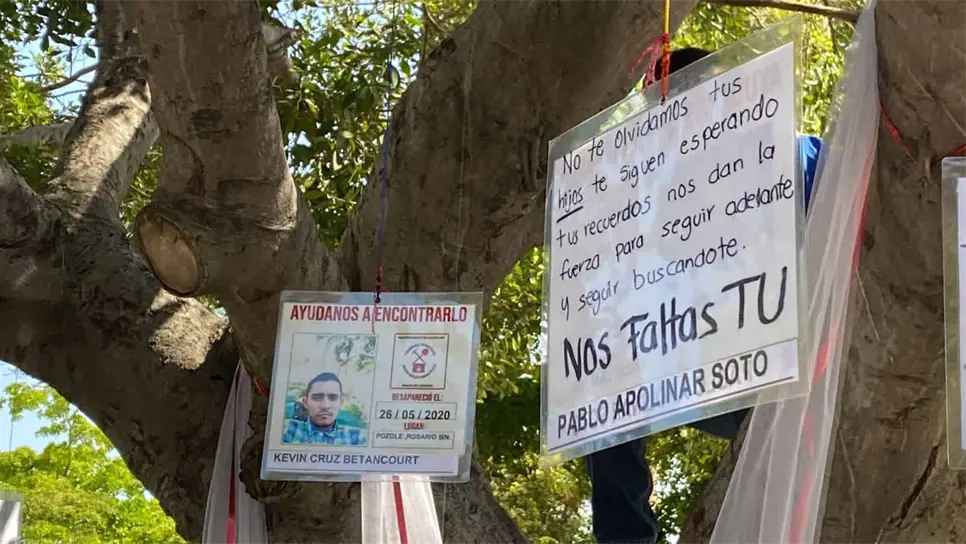 AYUDANOS A ENCONTRARLO
DESAPARECIÓ EL:
26 / 05 / 2020
LUGAR:
POZOLE ,ROSARIO SIN.
KEVIN CRUZ BETANCOURT
No te olvidamos tus
hijos te siguen esperando
tus recuerdos nos dan la
fuerza para seguir adelante
y seguir buscandote.
Nos Faltas TU
PABLO APOLINAR SOTO